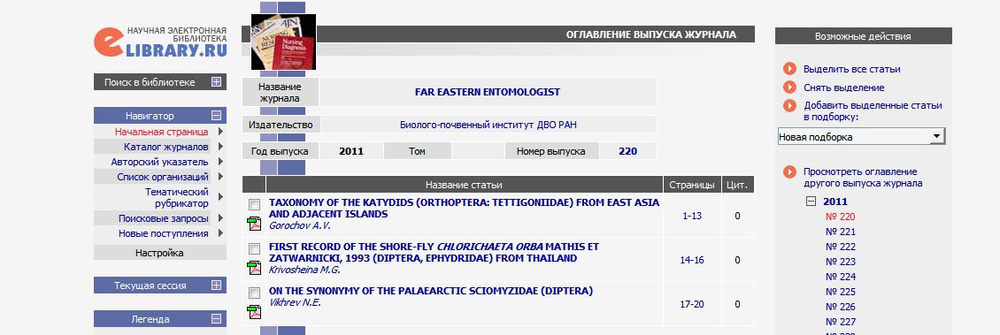 НАУЧНАЯ ЭЛЕКТРОННАЯ
БИБЛИОТЕКА
eLIBRARY.RU
Поиск в библиотеке
Навигатор
Начальная страница
Каталог журналов
Авторский указатель
Список организаций
Тематический
рубрикатор
Поисковые запросы
Новые поступления
Настройка
Текущая сессия
Легенда
Nursing
Diagnosis
ОГЛАВЛЕНИЕ ВЫПУСКА ЖУРНАЛА
Название
журнала
FAR EASTERN ENTOMOLOGIST
Издательство
Биолого-почвенный институт ДВО РАН
Год выпуска 2011 Том Номер выпуска 220
Название статьи Страницы Цит.
TAXONOMY OF THE KATYDIDS (ORTHOPTERA: TETTIGONIIDAE) FROM EAST ASIA
AND ADJACENT ISLANDS
Gorochov A.V.
1-13 0
FIRST RECORD OF THE SHORE-FLY CHLORICHAETA ORBA MATHIS ET
ZATWARNICKI, 1993 (DIPTERA, EPHYDRIDAE) FROM THAILAND
Krivosheina M.G.
14-16 0
ON THE SYNONYMY OF THE PALAEARCTIC SCIOMYZIDAE (DIPTERA)
Vikhrev N.E.
17-20 0
Возможные действия
Выделить все статьи
Снять выделение
Добавить выделенные статьи
в подборку:
Новая подборка
Просмотреть оглавление
другого выпуска журнала
2011
№ 220
№ 221
№ 222
№ 223
№ 224
№ 225
№ 226
№ 227